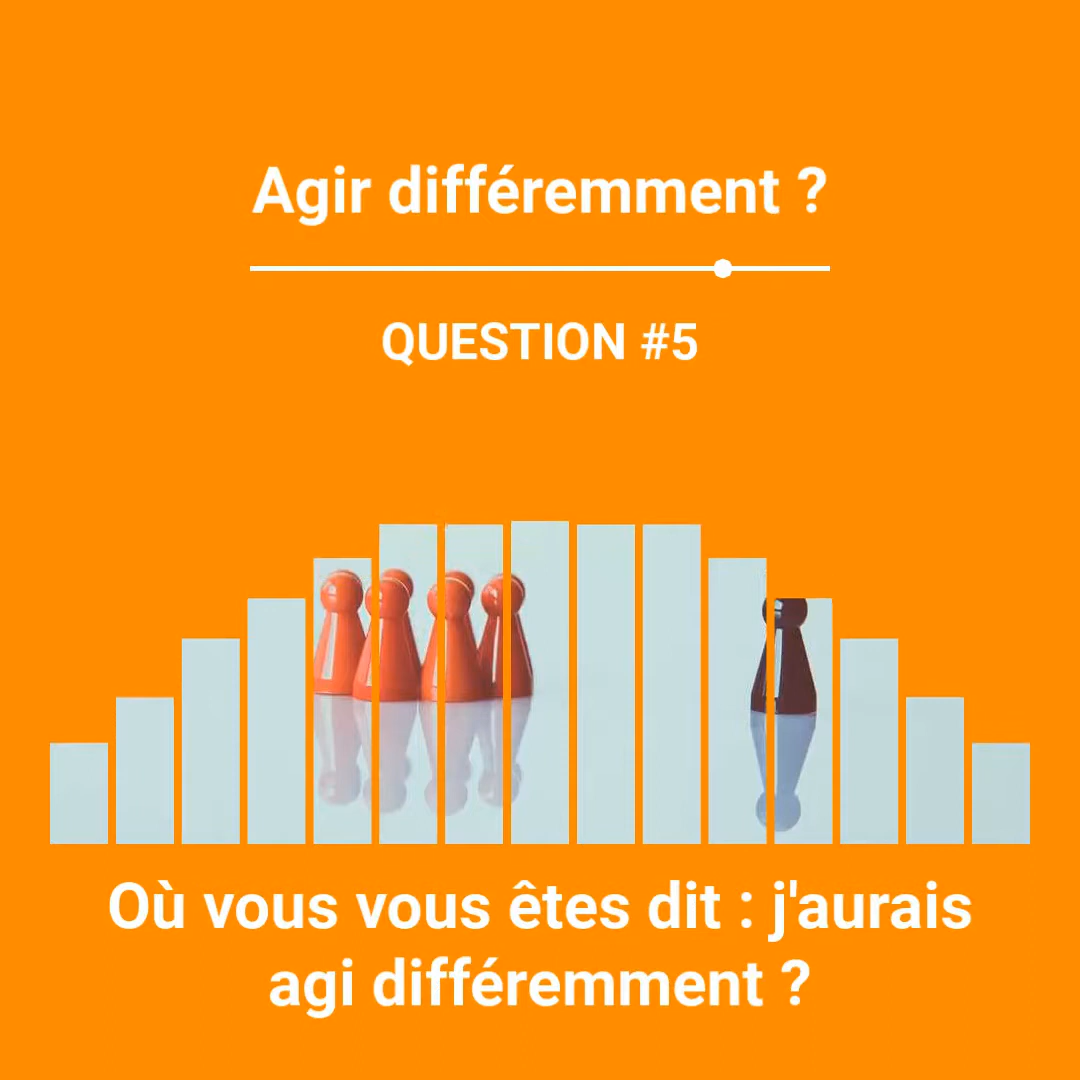 Agir différemment ?
QUESTION #5
Où vous vous êtes dit : j'aurais
agi différemment ?